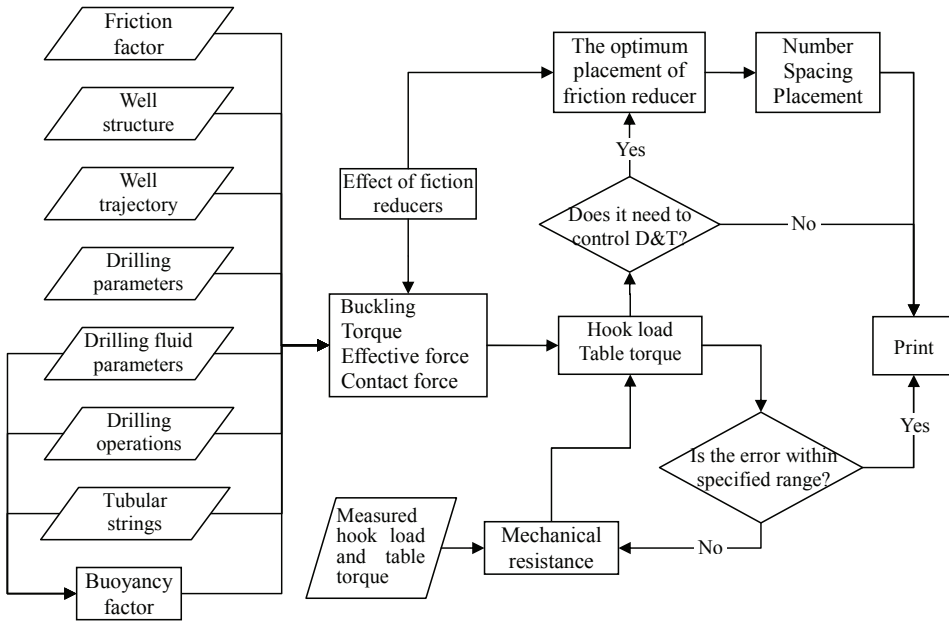 Friction
factor
Well
structure
Well
trajectory
Drilling
parameters
Drilling fluid
parameters
Drilling
operations
Tubular
strings
Buoyancy
factor
Effect of fiction
reducers
Buckling
Torque
Effective force
Contact force
Measured
hook load
and table
torque
Mechanical
resistance
The optimum
placement of
friction reducer
Number
Spacing
Placement
Yes
Does it need to
control D&T?
No
Hook load
Table torque
Print
Yes
Is the error within
specified range?
No